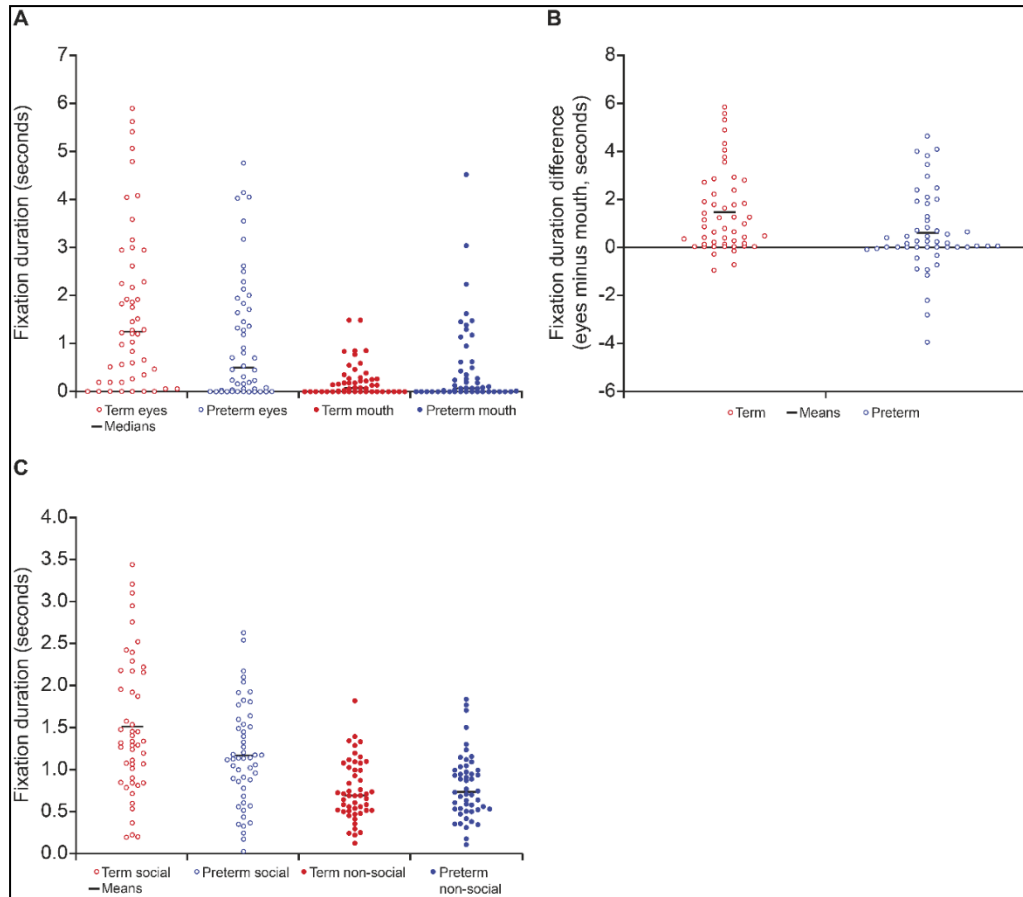 A
Fixation duration (seconds)
7
6
5
4
3
2
1
0
Term eyes Preterm eyes Term mouth Preterm mouth
Medians
B
Fixation duration difference
(eyes minus mouth, seconds)
8
6
4
2
0
-2
-4
-6
Term Means Preterm
C
Fixation duration (seconds)
4.0
3.5
3.0
2.5
2.0
1.5
1.0
0.5
0.0
Term social Preterm social Term non-social Preterm
Means non-social